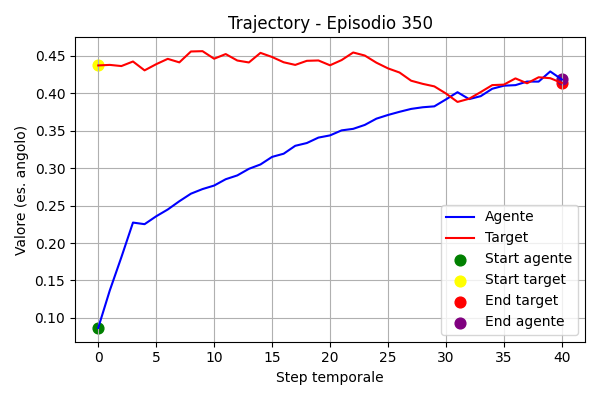 Trajectory - Episodio 350
Valore (es. angolo)
0.45
0.40
0.35
0.30
0.25
0.20
0.15
0.10
0 5 10 15 20 25 30 35 40
Step temporale
Agente
Target
Start agente
Start target
End target
End agente